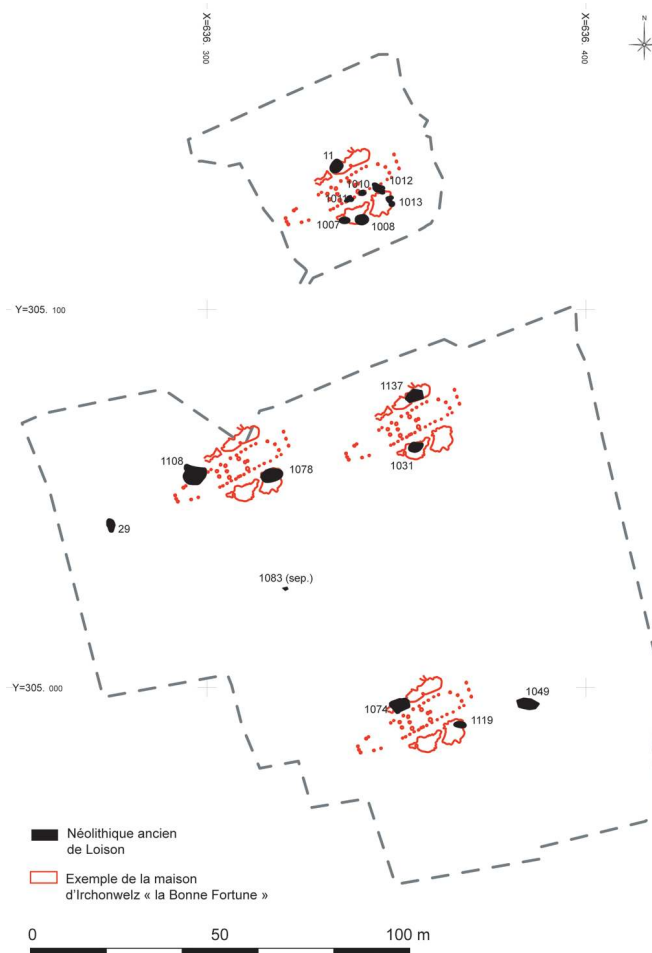 X=636. 300
X=636. 400
N
11
1010
1012
1011
1013
1007
1008
Y=305. 100
1137
1108
1078
1031
29
1083 (sep.)
Y=305. 000
1049
1074
1119
Néolithique ancien
de Loison
Exemple de la maison
d'Irchonwelz « la Bonne Fortune »
0 50 100 m